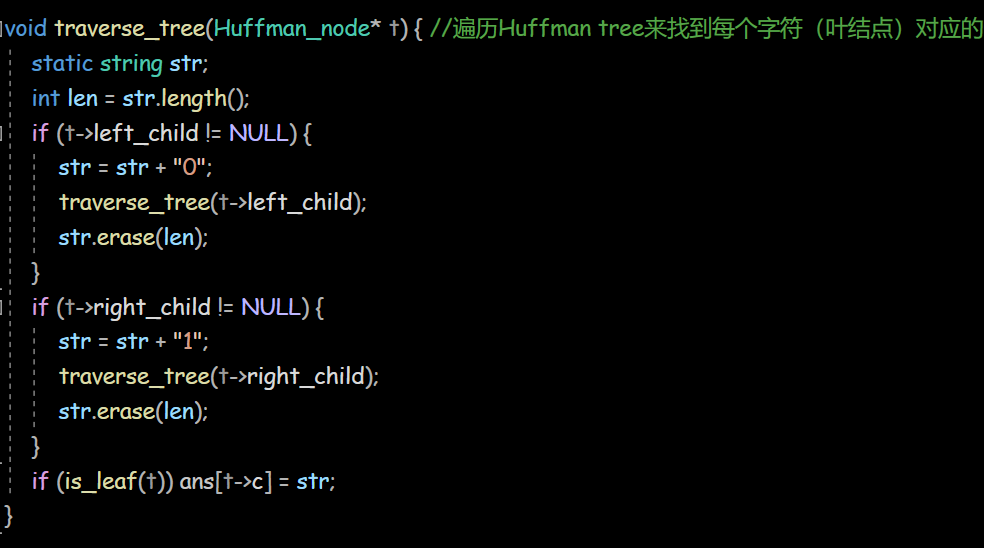 void traverse_tree(Huffman_node* t) { //遍历Huffman tree来找到每个字符（叶结点）对应的
static string str;
int len = str.length();
if (t->left_child != NULL) {
str = str + "0";
traverse_tree(t->left_child);
str.erase(len);
}
if (t->right_child != NULL) {
str = str + "1";
traverse_tree(t->right_child);
str.erase(len);
}
if (is_leaf(t)) ans[t->c] = str;
}